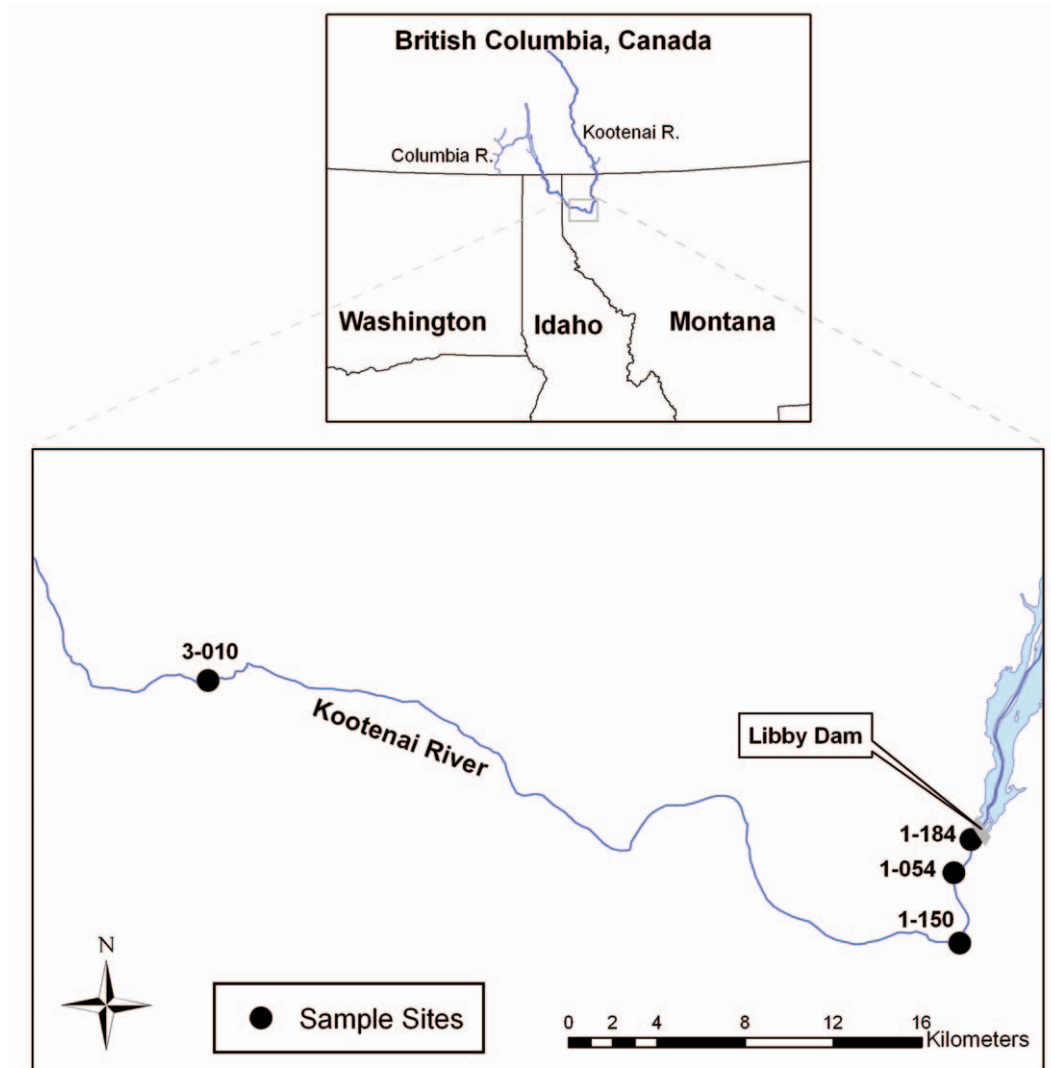 British Columbia, Canada
Kootenai R.
Columbia R.
Washington
Idaho
Montana
3-010
Kootenai River
Libby Dam
1-184
1-054
1-150
N
Sample Sites
0 2 4 8 12 16
Kilometers